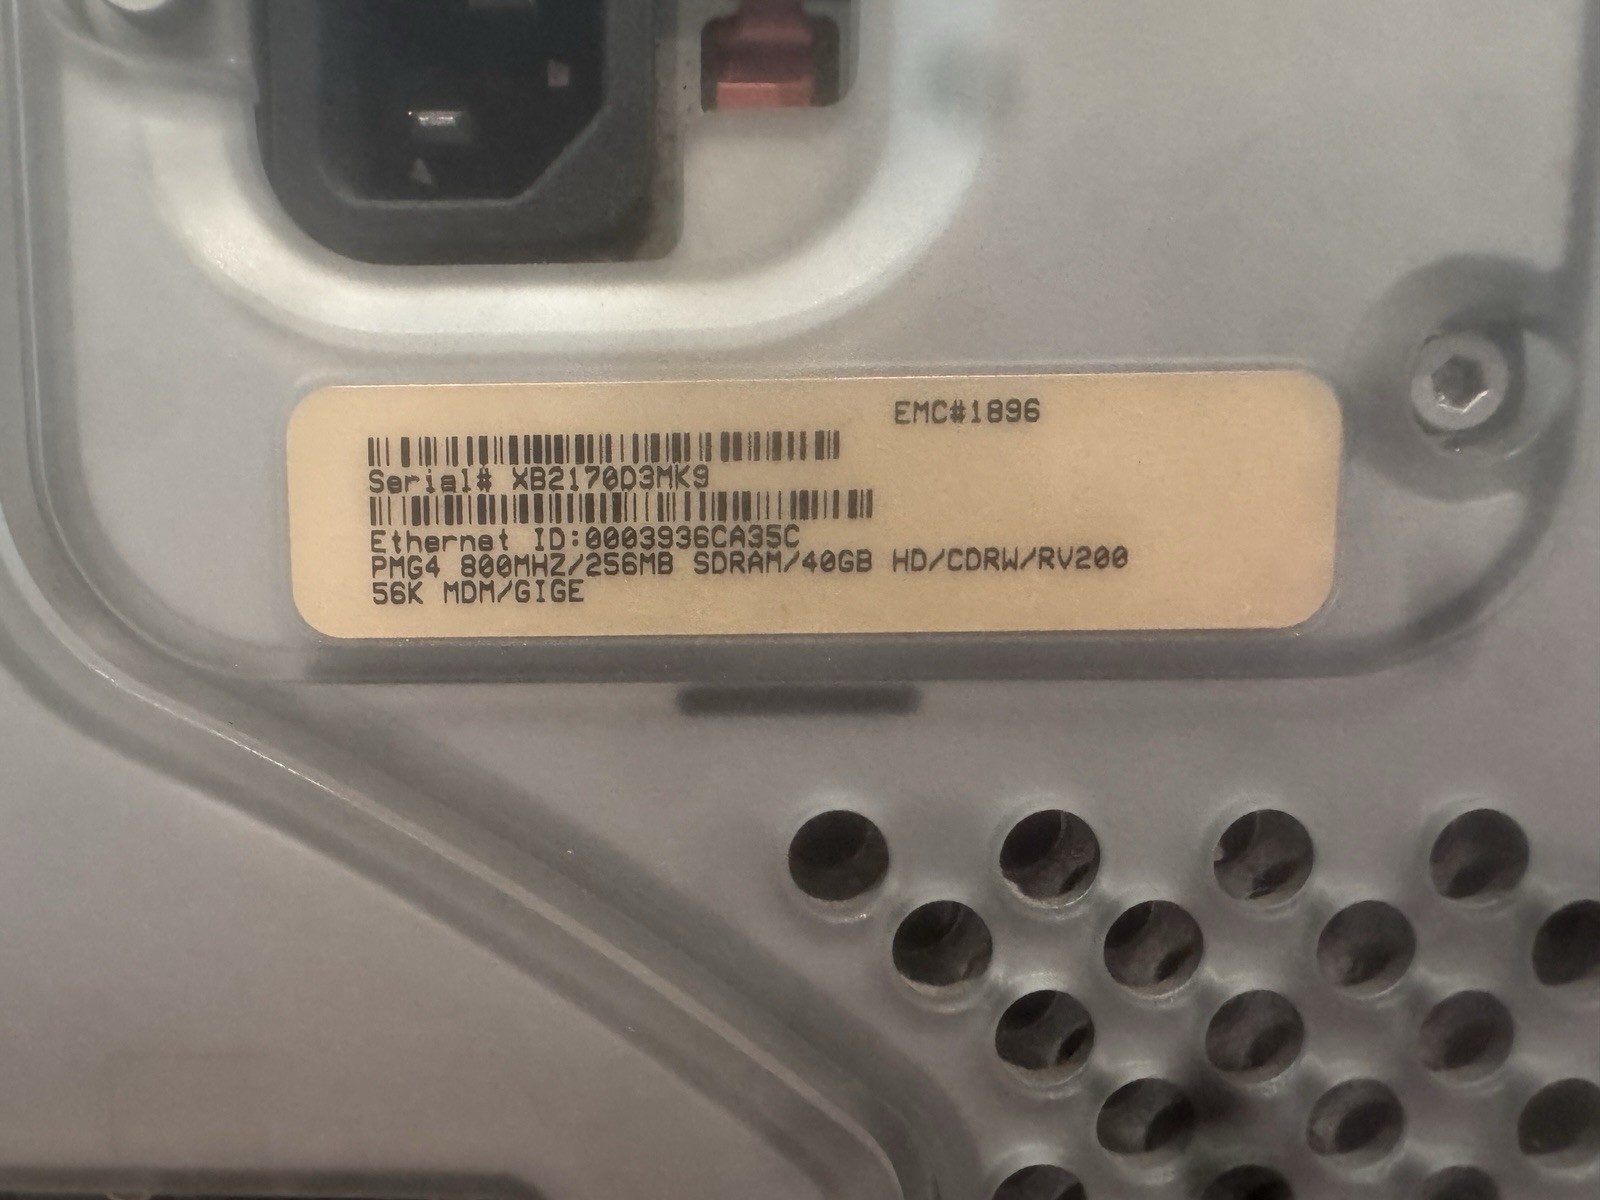 EMC#1896
Serial# XB2170D3MK9
Ethernet ID:0003936CA35C
PMG4 800MHZ/256MB SDRAM/40GB HD/CDRW/RV200
56K MDM/GIGE